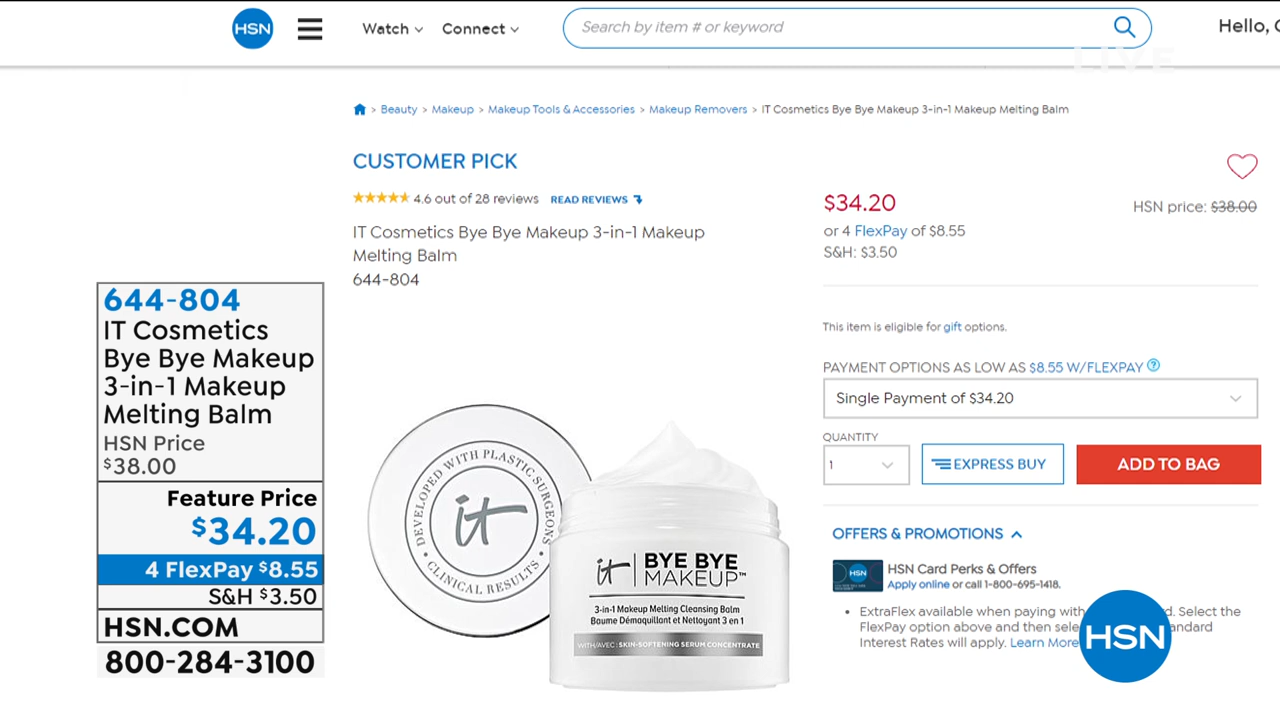 HSN
Watch
Connect
Search by item # or keyword
Hello,
LIVE
> Beauty > Makeup > Makeup Tools & Accessories > Makeup Removers > IT Cosmetics Bye Bye Makeup 3-in-1 Makeup Melting Balm
CUSTOMER PICK
4.6 out of 28 reviews READ REVIEWS
IT Cosmetics Bye Bye Makeup 3-in-1 Makeup
Melting Balm
644-804
$34.20
HSN price: $38.00
or 4 FlexPay of $8.55
S&H: $3.50
This item is eligible for gift options.
PAYMENT OPTIONS AS LOW AS $8.55 W/FLEXPAY ?
Single Payment of $34.20
QUANTITY
1
EXPRESS BUY
ADD TO BAG
OFFERS & PROMOTIONS
HSN
HSN Card Perks & Offers
Apply online or call 1-800-695-1418.
• ExtraFlex available when paying with d. Select the
FlexPay option above and then sele andard
Interest Rates will apply. Learn More
HSN
644-804
IT Cosmetics
Bye Bye Makeup
3-in-1 Makeup
Melting Balm
HSN Price
$38.00
Feature Price
$34.20
4 FlexPay $8.55
S&H $3.50
HSN.COM
800-284-3100
DEVELOPED WITH PLASTIC SURGEONS
• CLINICAL RESULTS •
it
it | BYE BYE
MAKEUP™
3-in-1 Makeup Melting Cleansing Balm
Baume Démaquillant et Nettoyant 3 en 1
WITH/AVEC: SKIN-SOFTENING SERUM CONCENTRATE